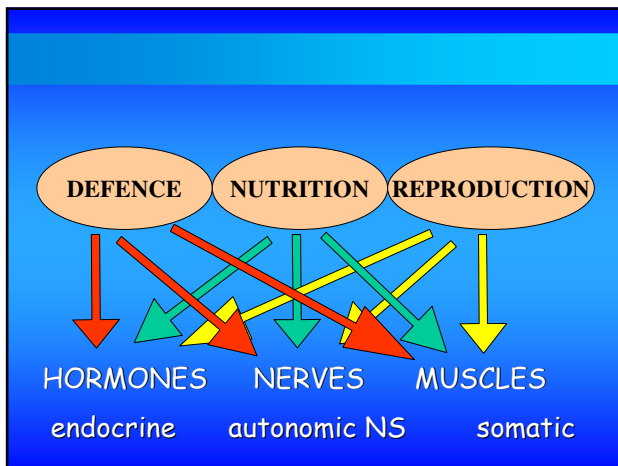 DEFENCE NUTRITION REPRODUCTION
HORMONES NERVES MUSCLES
endocrine autonomic NS somatic